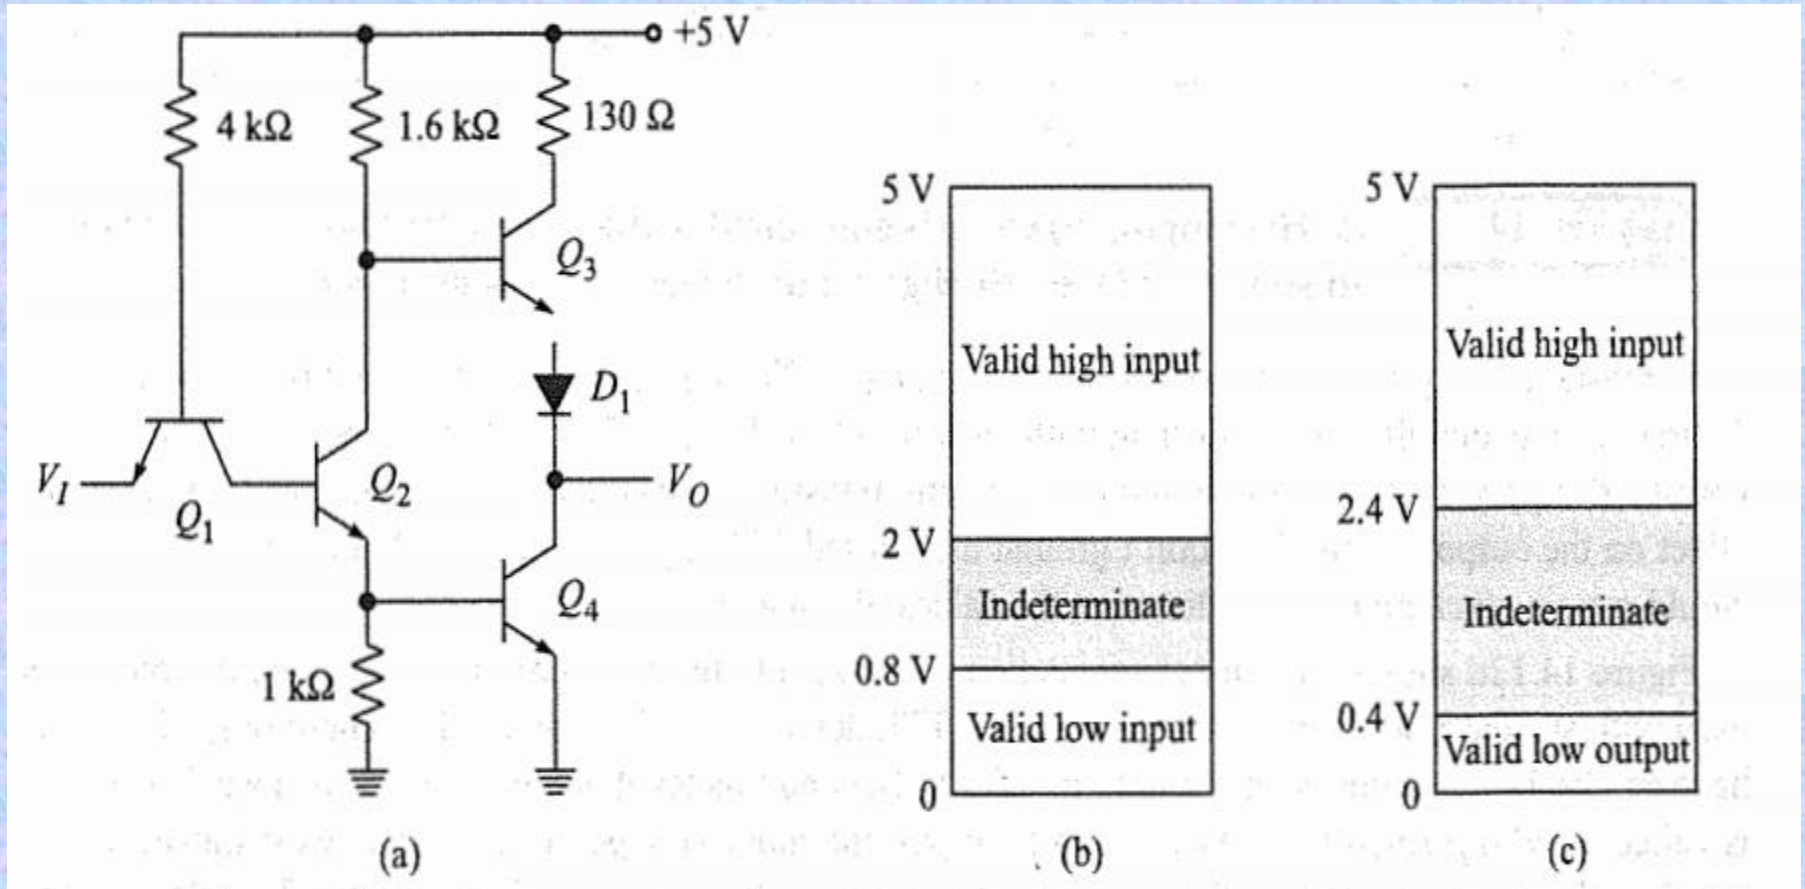 +5 V
4 kΩ
1.6 kΩ
130 Ω
Q3
D1
VI
Q1
Q2
VO
Q4
1 kΩ
(a)
5 V
Valid high input
2 V
Indeterminate
0.8 V
Valid low input
0
(b)
5 V
Valid high input
2.4 V
Indeterminate
0.4 V
Valid low output
0
(c)